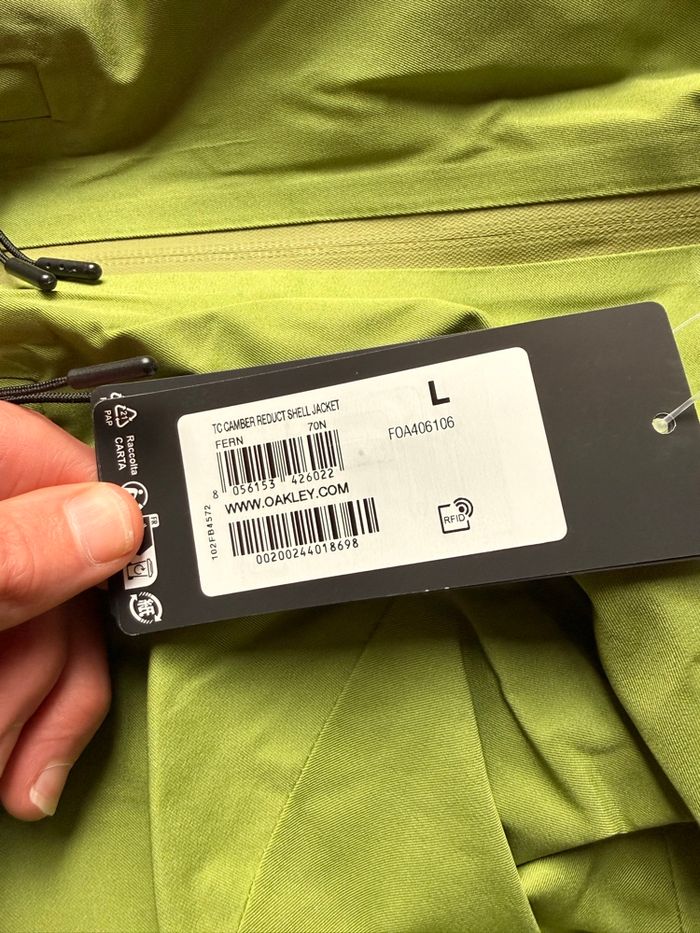 TC CAMBER REDUCT SHELL JACKET
L
FERN 70N
FOA406106
8 056153 426022
WWW.OAKLEY.COM
102FB4572
00200244018698
RFID
21
PAP
Raccolta
CARTA
FR